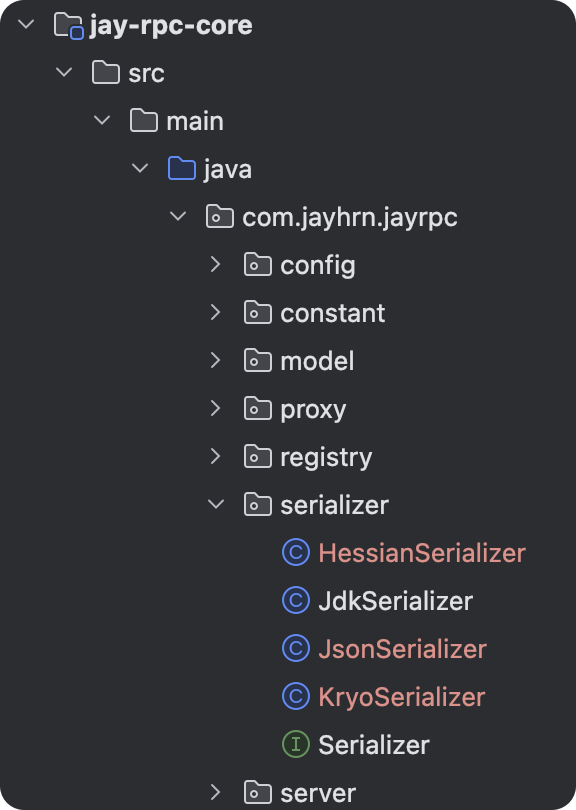 jay-rpc-core
src
main
java
com.jayhrn.jayrpc
config
constant
model
proxy
registry
serializer
C HessianSerializer
C JdkSerializer
C JsonSerializer
C KryoSerializer
I Serializer
server